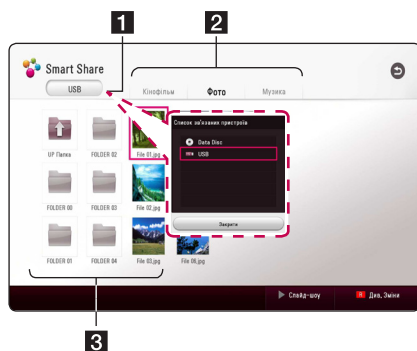 1
2
Smart Share
USB
Кінофільм
Фото
Музика
Список зв'язаних пристроїв
Data Disc
USB
Закрити
UP Папка
FOLDER 02
File 01.jpg
FOLDER 00
FOLDER 03
File 02.jpg
FOLDER 01
FOLDER 04
File 03.jpg
File 06.jpg
Слайд-шоу
R Див. Зміни
3